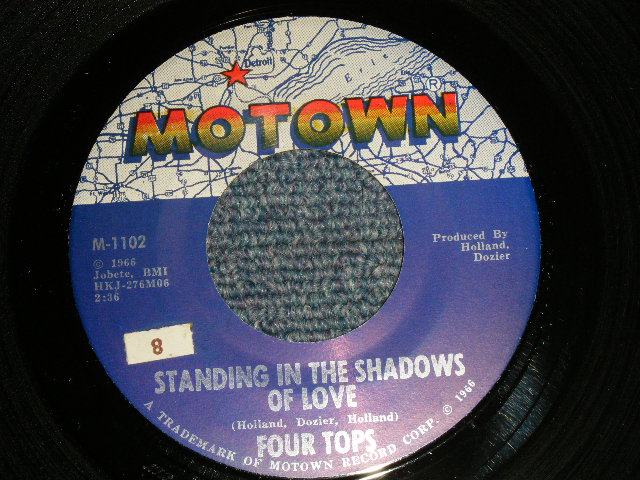 Detroit
Erie
MOTOWN®
M-1102
© 1966
Jobete, BMI
HKJ-276M06
2:36
Produced By
Holland,
Dozier
8
STANDING IN THE SHADOWS
OF LOVE
(Holland, Dozier, Holland)
FOUR TOPS
A TRADEMARK OF MOTOWN RECORD CORP. © 1966